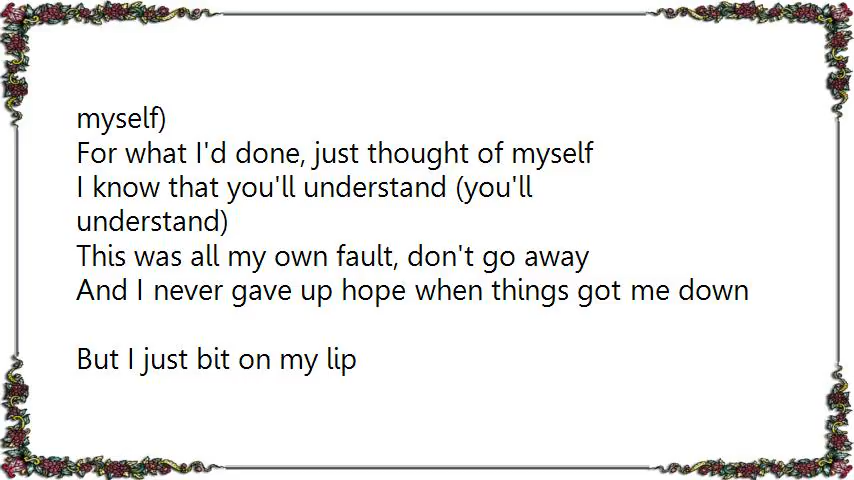 myself)
For what I'd done, just thought of myself
I know that you'll understand (you'll
understand)
This was all my own fault, don't go away
And I never gave up hope when things got me down
But I just bit on my lip